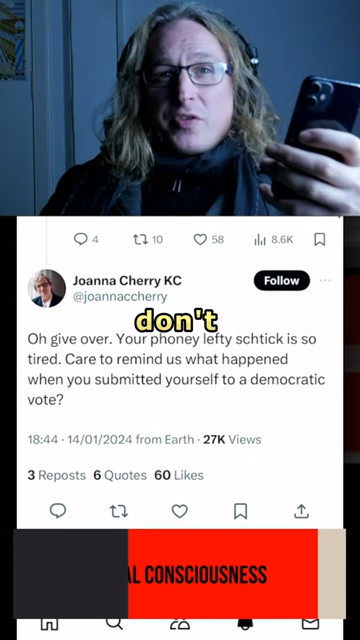 4 10 58 8.6K
Joanna Cherry KC
@joannaccherry
Follow
don't
Oh give over. Your phoney lefty schtick is so
tired. Care to remind us what happened
when you submitted yourself to a democratic
vote?
18:44 · 14/01/2024 from Earth · 27K Views
3 Reposts 6 Quotes 60 Likes
AL CONSCIOUSNESS